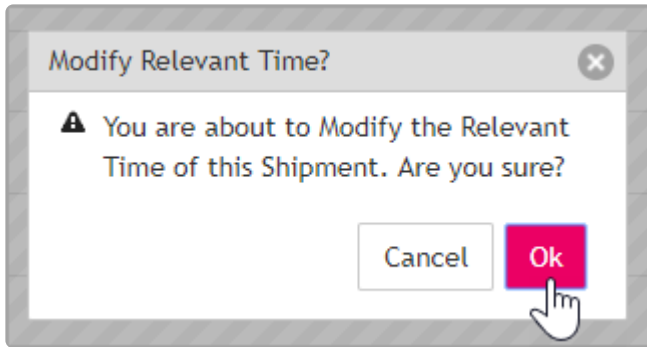 Modify Relevant Time?
You are about to Modify the Relevant
Time of this Shipment. Are you sure?
Cancel
Ok